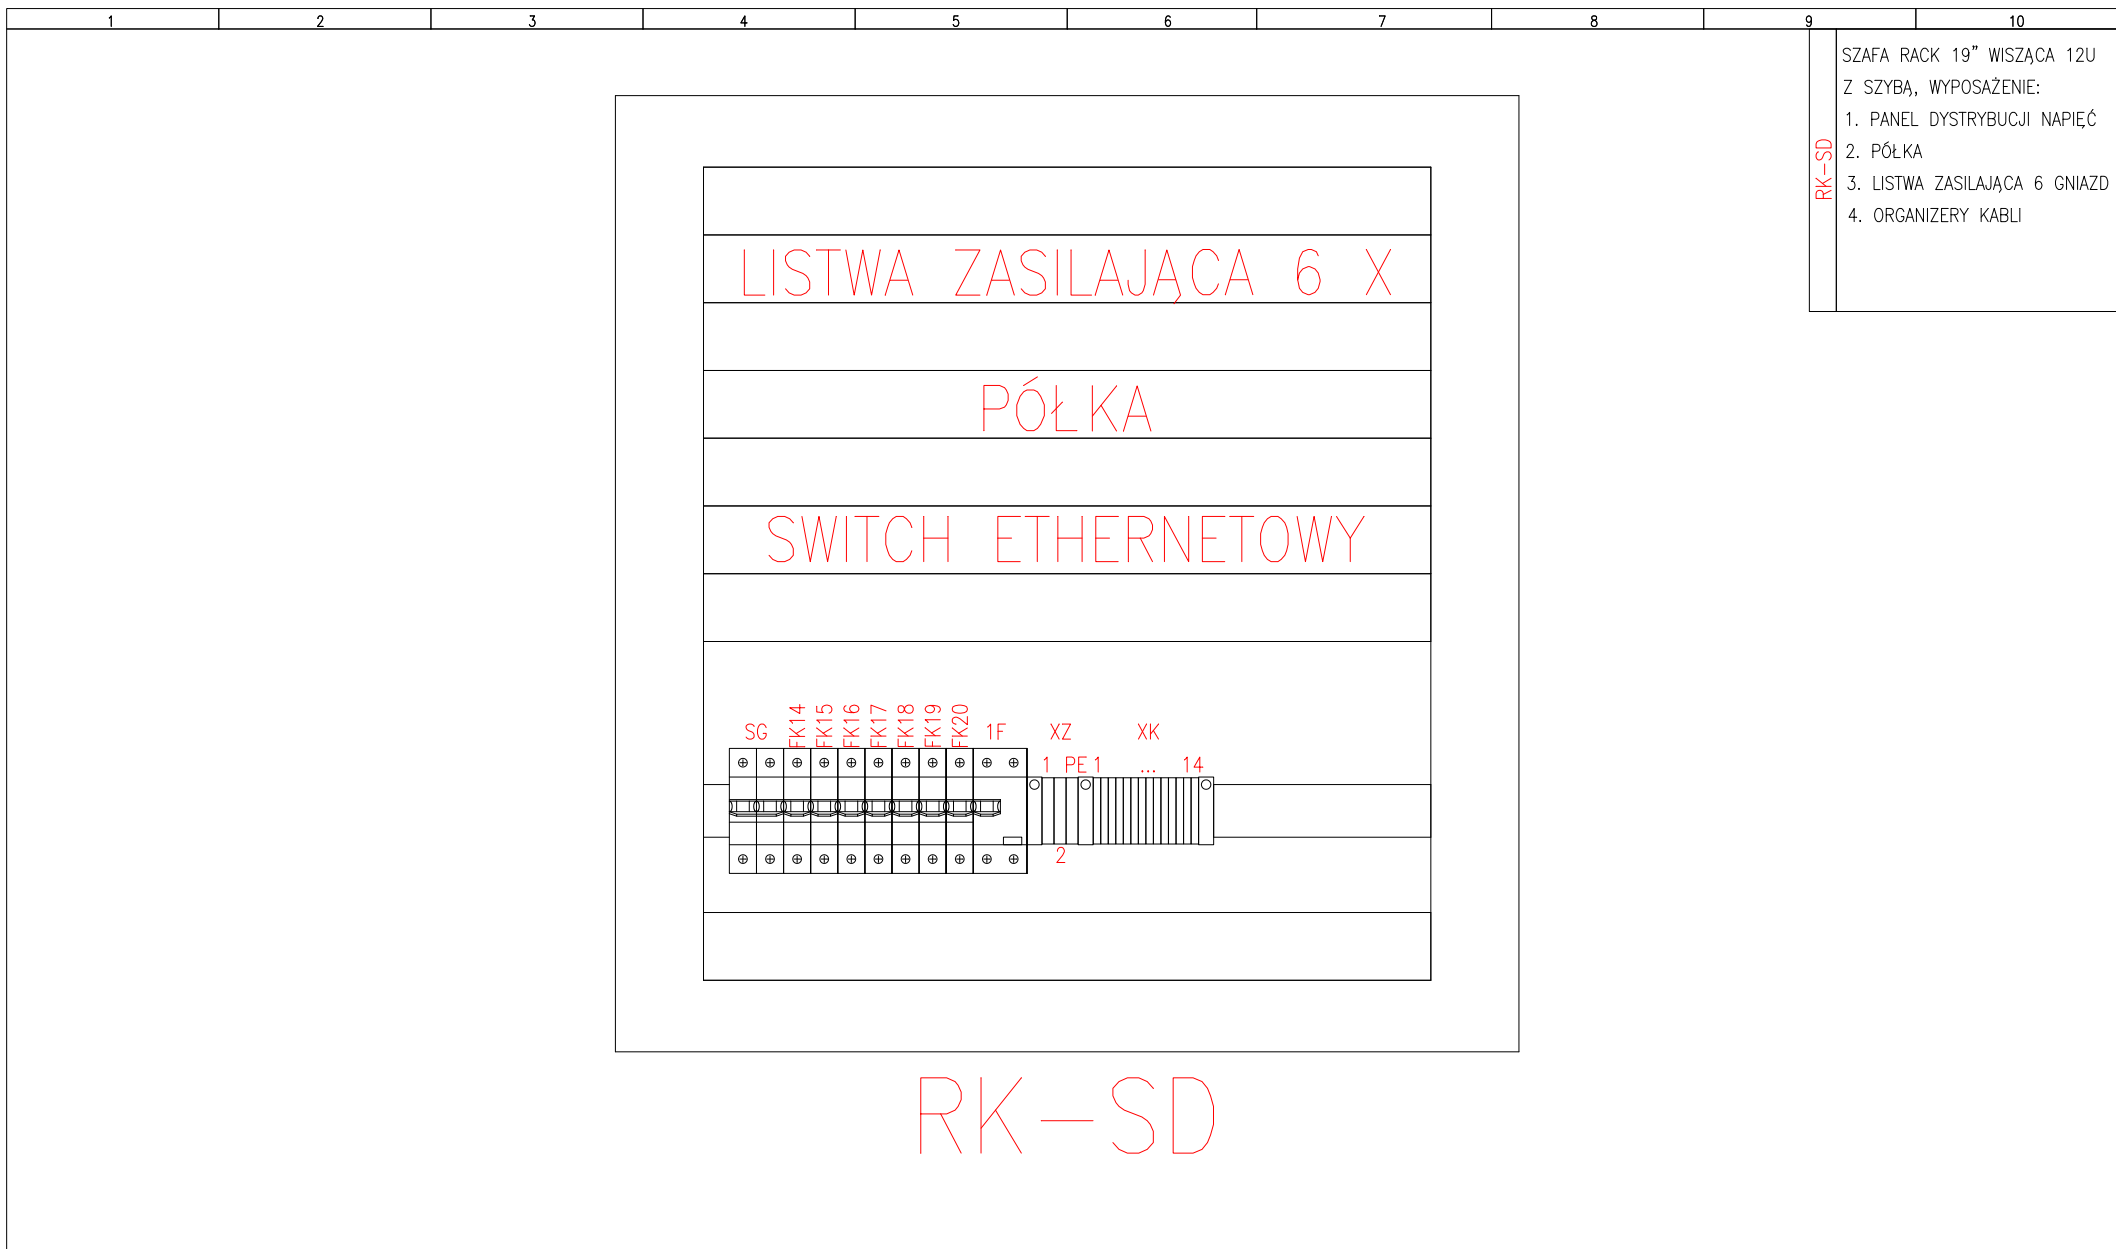 1 2 3 4 5 6 7 8 9 10
SZAFA RACK 19" WISZĄCA 12U
Z SZYBĄ, WYPOSAŻENIE:
1. PANEL DYSTRYBUCJI NAPIĘĆ
2. PÓŁKA
3. LISTWA ZASILAJĄCA 6 GNIAZD
4. ORGANIZERY KABLI
RK-SD
LISTWA ZASILAJĄCA 6 X
PÓŁKA
SWITCH ETHERNETOWY
SG FK14 FK15 FK16 FK17 FK18 FK19 FK20 1F XZ XK
1 PE 1 ... 14
2
RK-SD